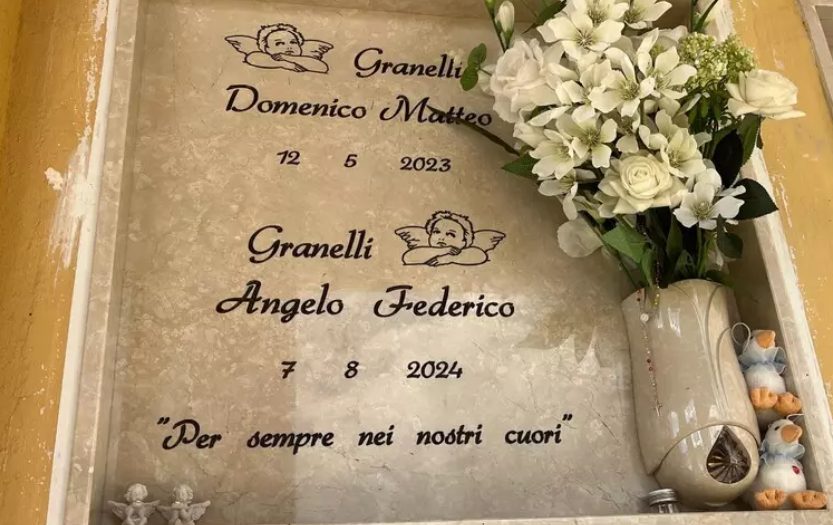 Granelli
Domenico Matteo
12 5 2023
Granelli
Angelo Federico
7 8 2024
"Per sempre nei nostri cuori"